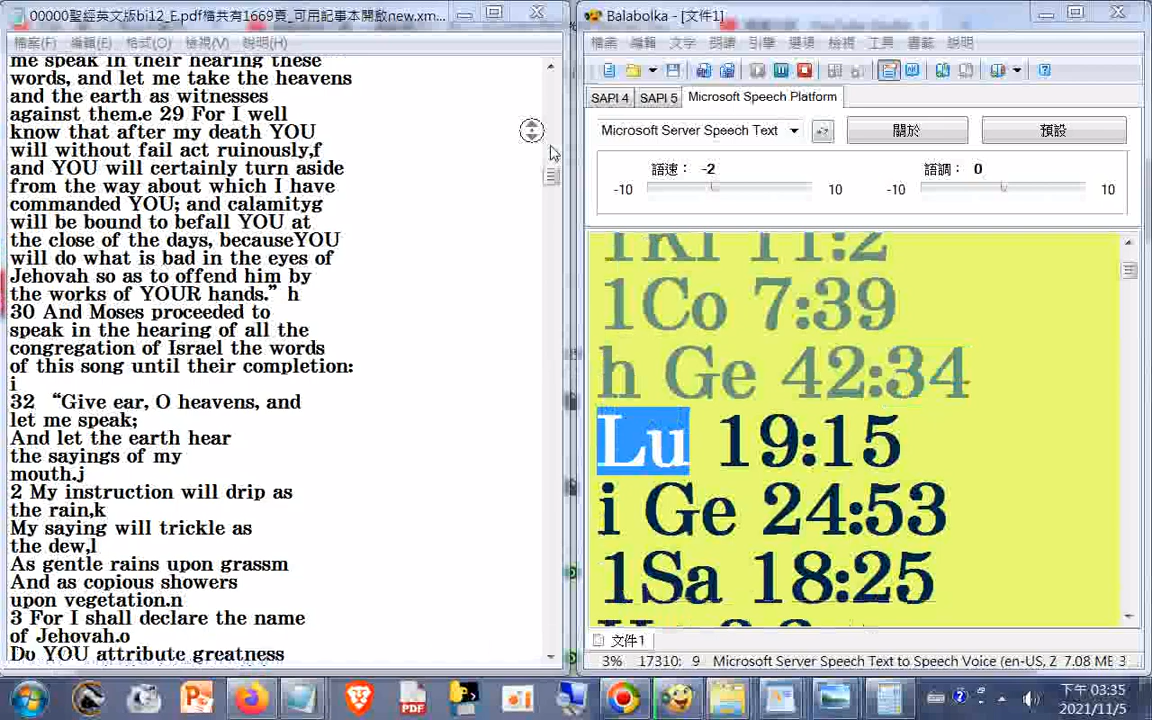 00000聖經英文版bi12_E.pdf檔共有1669頁_可用記事本開啟new.xm...
檔案(F) 編輯(E) 格式(O) 檢視(V) 說明(H)
me speak in their hearing these
words, and let me take the heavens
and the earth as witnesses
against them.e 29 For I well
know that after my death YOU
will without fail act ruinously,f
and YOU will certainly turn aside
from the way about which I have
commanded YOU; and calamityg
will be bound to befall YOU at
the close of the days, becauseYOU
will do what is bad in the eyes of
Jehovah so as to offend him by
the works of YOUR hands.” h
30 And Moses proceeded to
speak in the hearing of all the
congregation of Israel the words
of this song until their completion:
i
32 “Give ear, O heavens, and
let me speak;
And let the earth hear
the sayings of my
mouth.j
2 My instruction will drip as
the rain,k
My saying will trickle as
the dew,l
As gentle rains upon grassm
And as copious showers
upon vegetation.n
3 For I shall declare the name
of Jehovah.o
Do YOU attribute greatness
Balabolka - [文件1]
檔案 編輯 文字 朗讀 引擎 選項 檢視 工具 書籤 說明
SAPI 4 SAPI 5 Microsoft Speech Platform
Microsoft Server Speech Text 關於 預設
語速: -2 語調: 0
-10 10 -10 10
1Ki 11:2
1Co 7:39
h Ge 42:34
Lu 19:15
i Ge 24:53
1Sa 18:25
文件1
3% 17310: 9 Microsoft Server Speech Text to Speech Voice (en-US, Z 7.08 MB 3
PDF
下午 03:35
2021/11/5